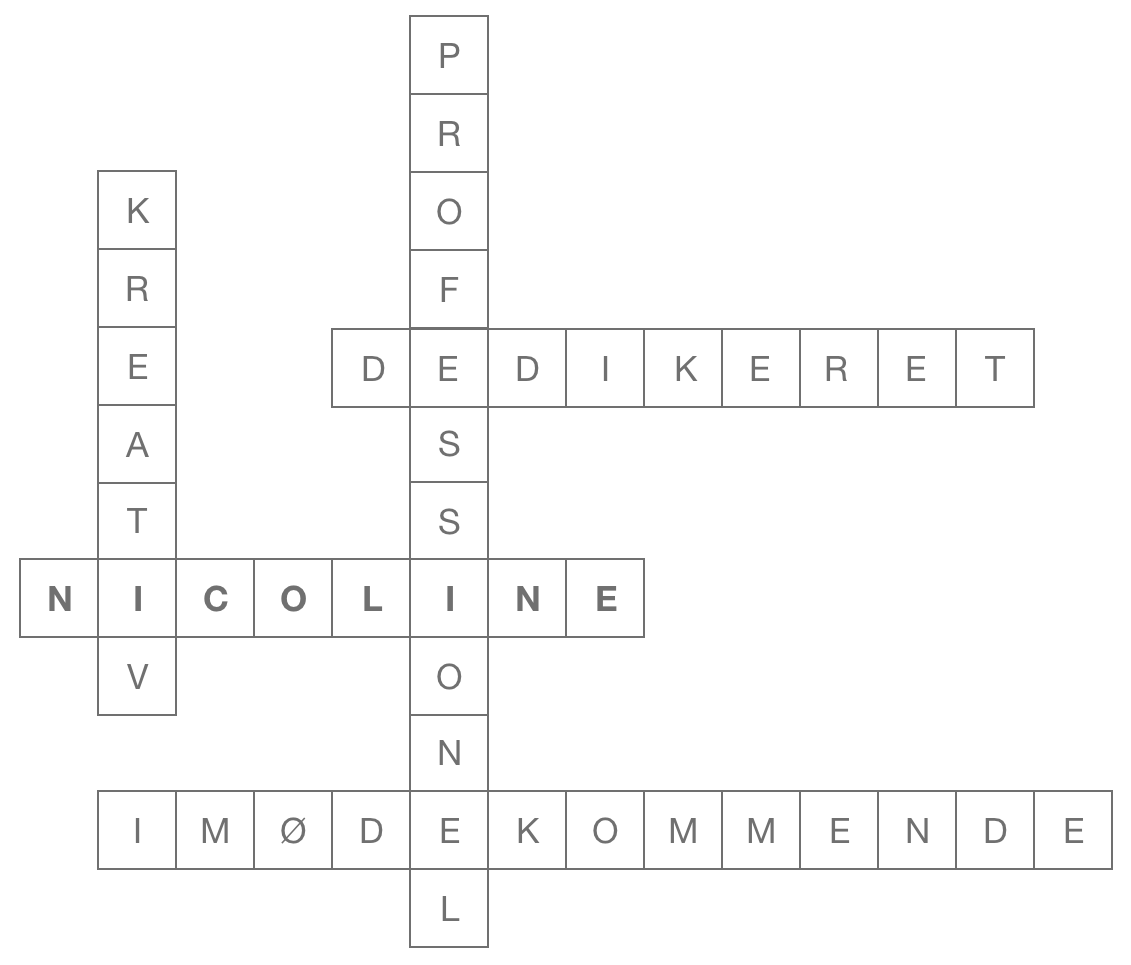 PROFESSIONEL
KREATIV
DEDIKERET
NICOLINE
IMØDEKOMMENDE